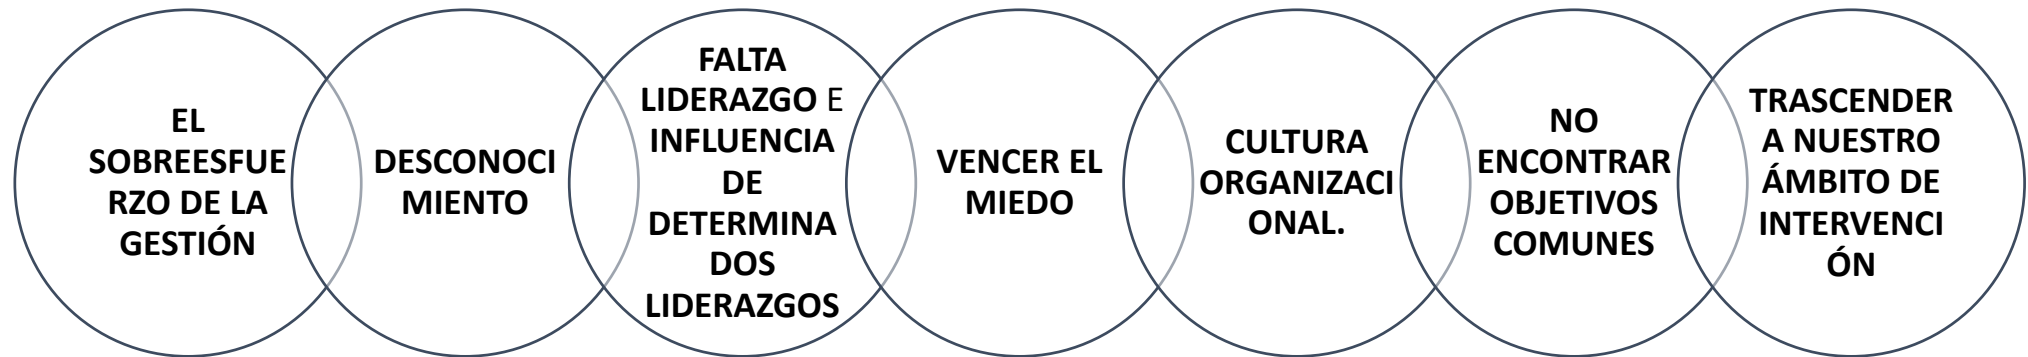 EL
SOBREESFUE
RZO DE LA
GESTIÓN
DESCONOCI
MIENTO
FALTA
LIDERAZGO E
INFLUENCIA
DE
DETERMINA
DOS
LIDERAZGOS
VENCER EL
MIEDO
CULTURA
ORGANIZACI
ONAL.
NO
ENCONTRAR
OBJETIVOS
COMUNES
TRASCENDER
A NUESTRO
ÁMBITO DE
INTERVENCI
ÓN